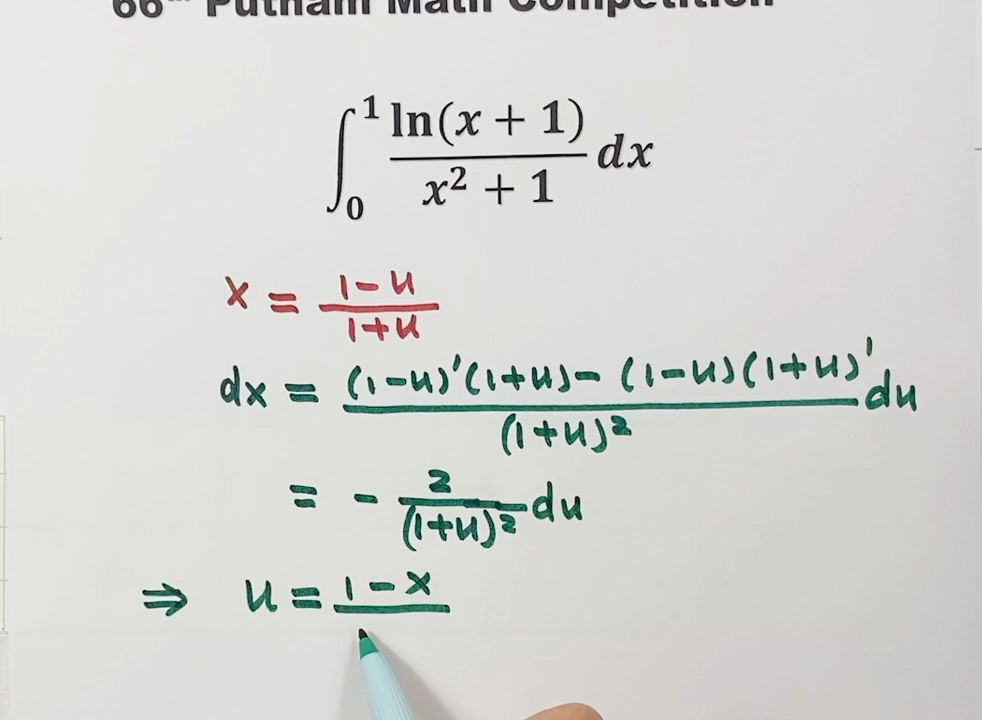 66th Putnam Math Competition
∫₀¹ ln(x + 1) / (x² + 1) dx
x = (1-u)/(1+u)
dx = ((1-u)'(1+u) - (1-u)(1+u)')/(1+u)² du
= - 2/(1+u)² du
⇒ u = 1-x